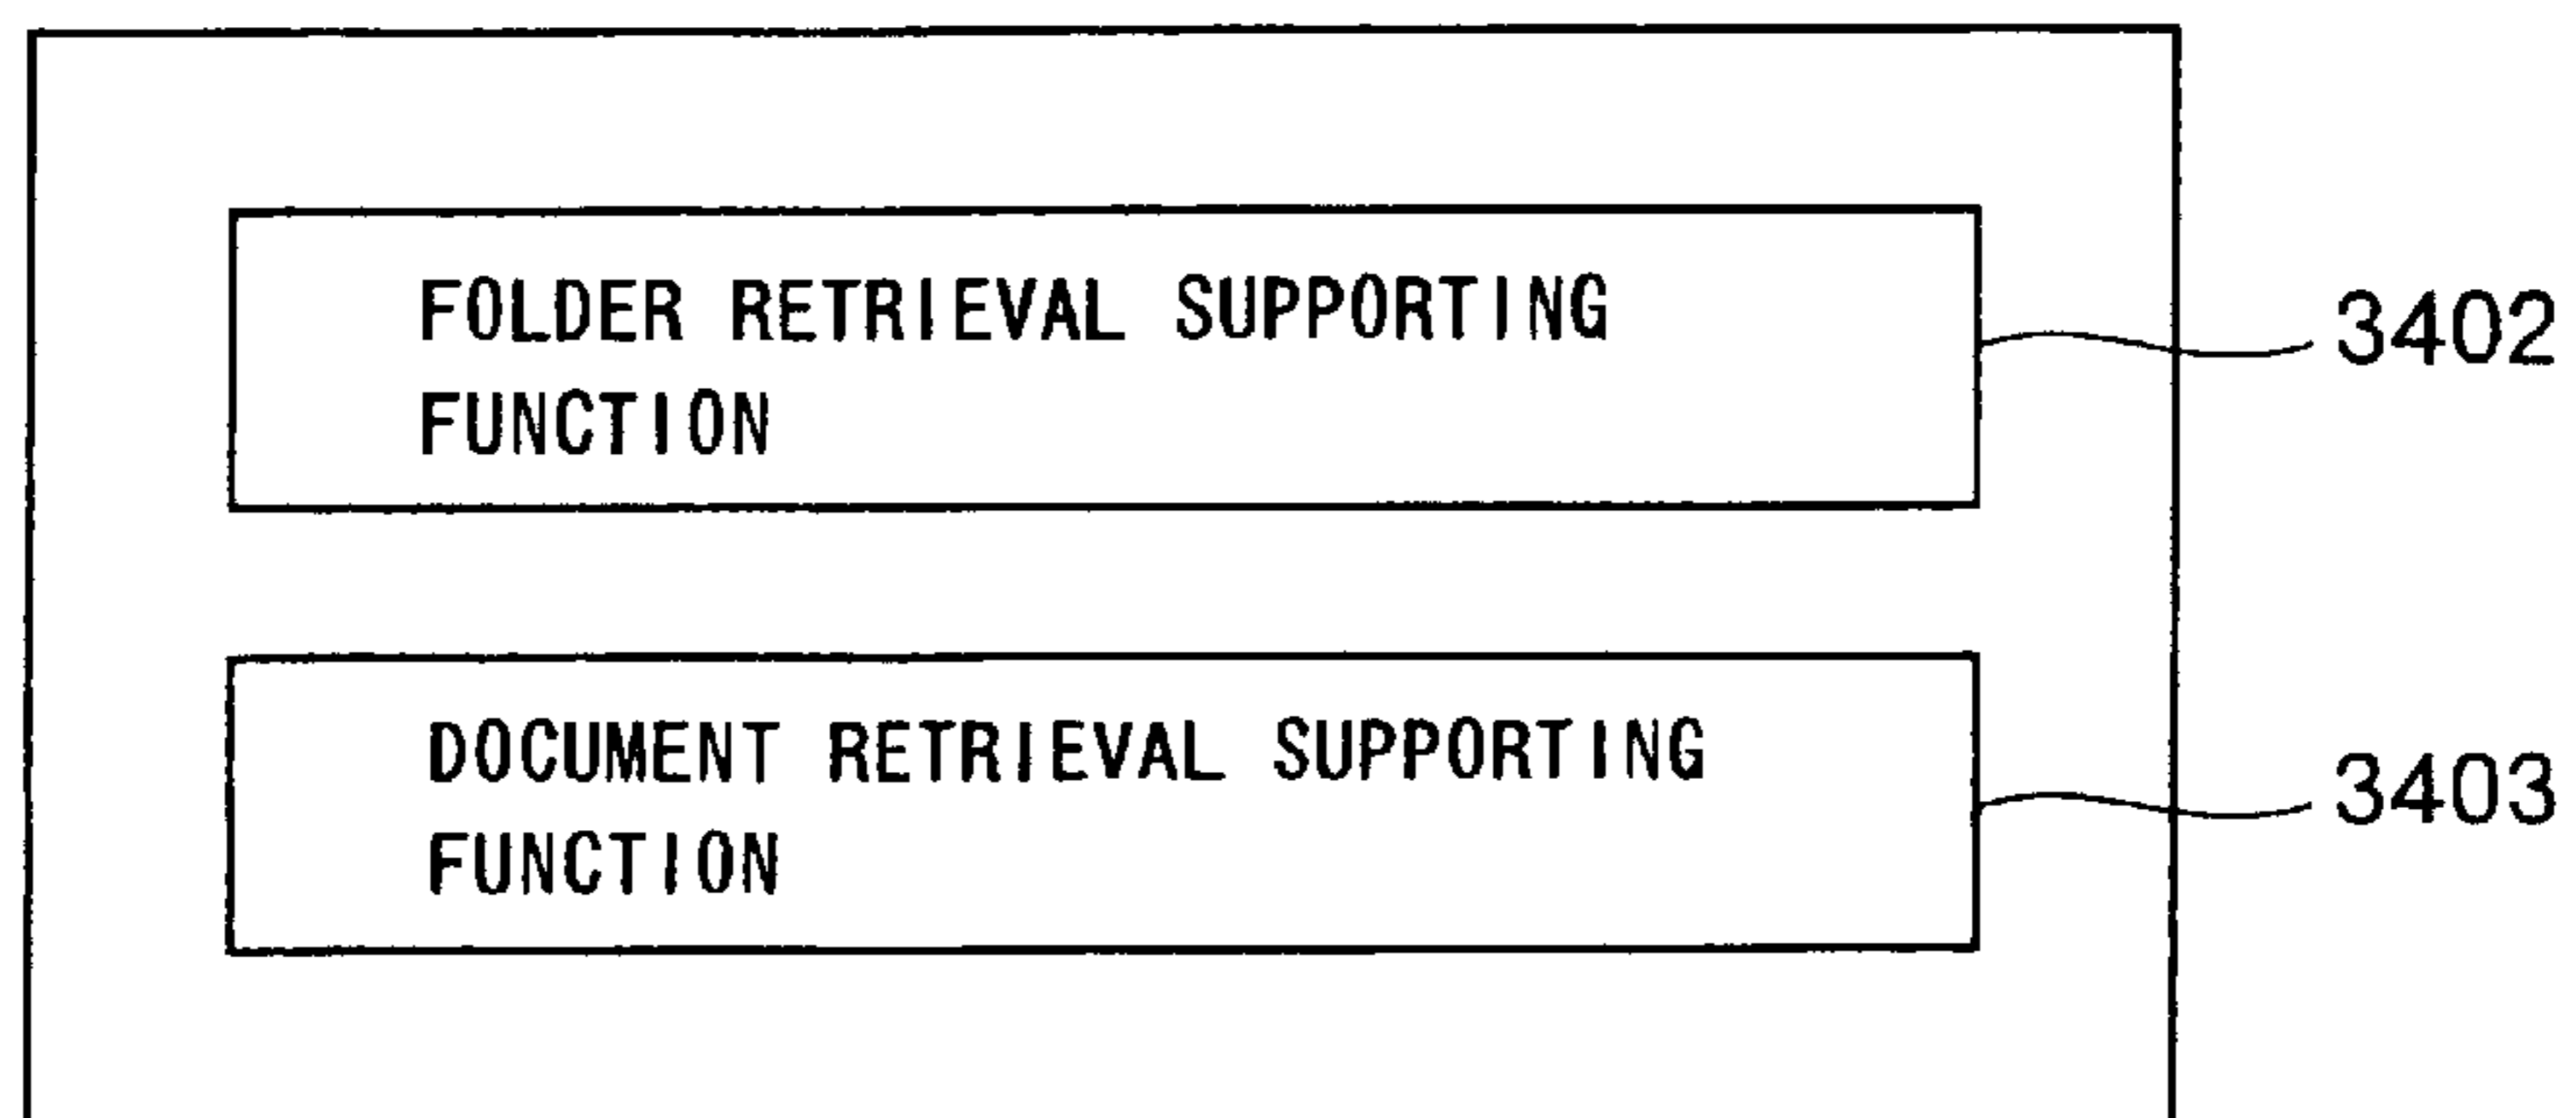 FOLDER RETRIEVAL SUPPORTING
FUNCTION
3402
DOCUMENT RETRIEVAL SUPPORTING
FUNCTION
3403